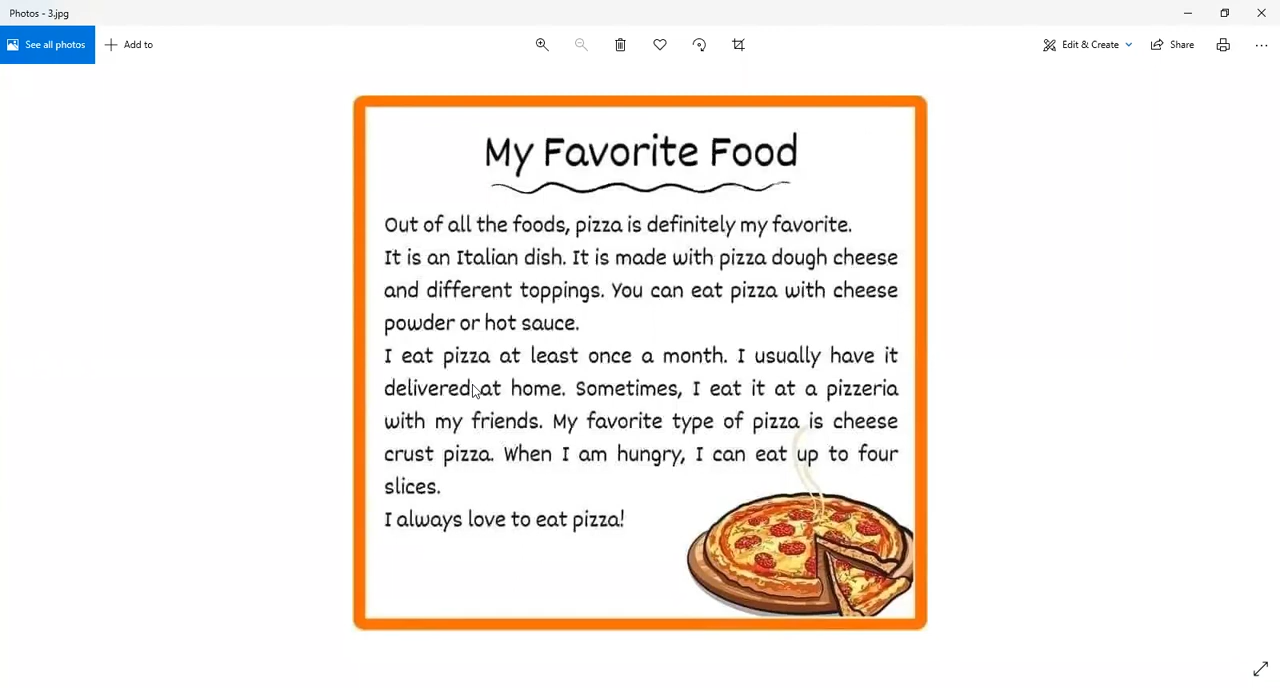 Photos - 3.jpg
See all photos
Add to
Edit & Create
Share
My Favorite Food
Out of all the foods, pizza is definitely my favorite.
It is an Italian dish. It is made with pizza dough cheese
and different toppings. You can eat pizza with cheese
powder or hot sauce.
I eat pizza at least once a month. I usually have it
delivered at home. Sometimes, I eat it at a pizzeria
with my friends. My favorite type of pizza is cheese
crust pizza. When I am hungry, I can eat up to four
slices.
I always love to eat pizza!